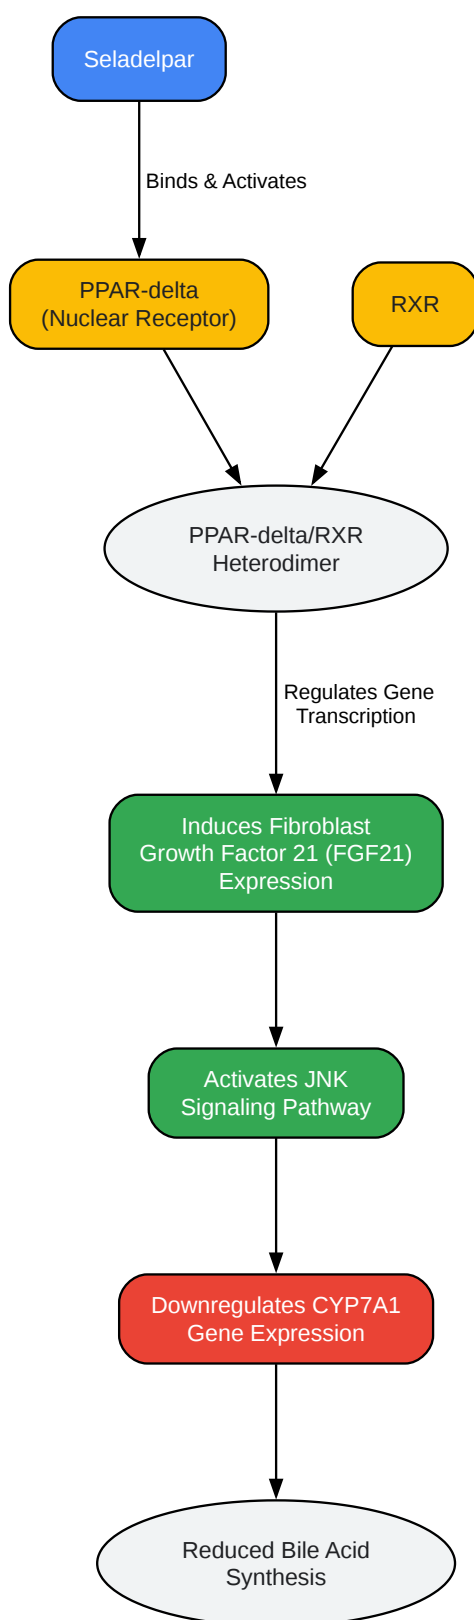 Seladelpar
Binds & Activates
PPAR-delta
(Nuclear Receptor)
RXR
PPAR-delta/RXR
Heterodimer
Regulates Gene
Transcription
Induces Fibroblast
Growth Factor 21 (FGF21)
Expression
Activates JNK
Signaling Pathway
Downregulates CYP7A1
Gene Expression
Reduced Bile Acid
Synthesis